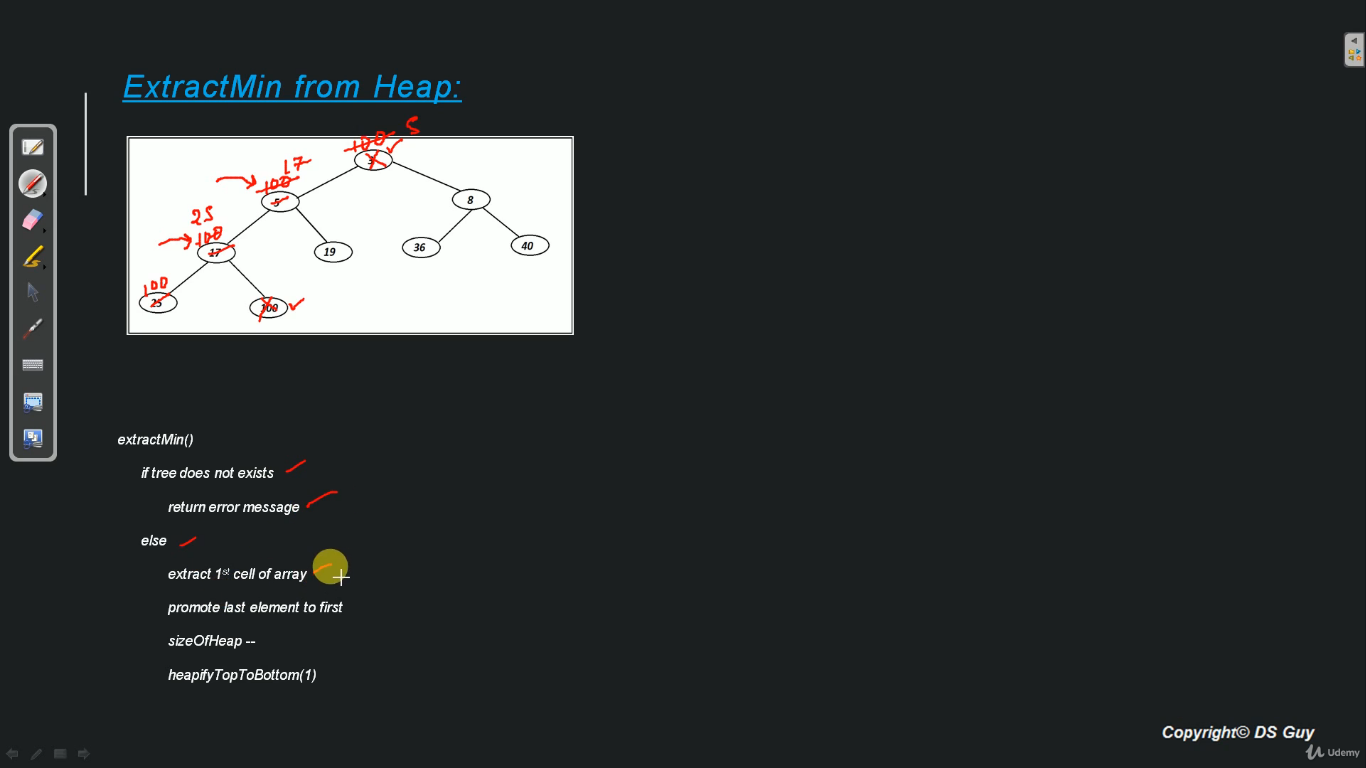 ExtractMin from Heap:
100 5
17
100
3
5
8
25
100
17
19
36
40
100
25
100
extractMin()
if tree does not exists
return error message
else
extract 1st cell of array
promote last element to first
sizeOfHeap --
heapifyTopToBottom(1)
Copyright© DS Guy
Udemy